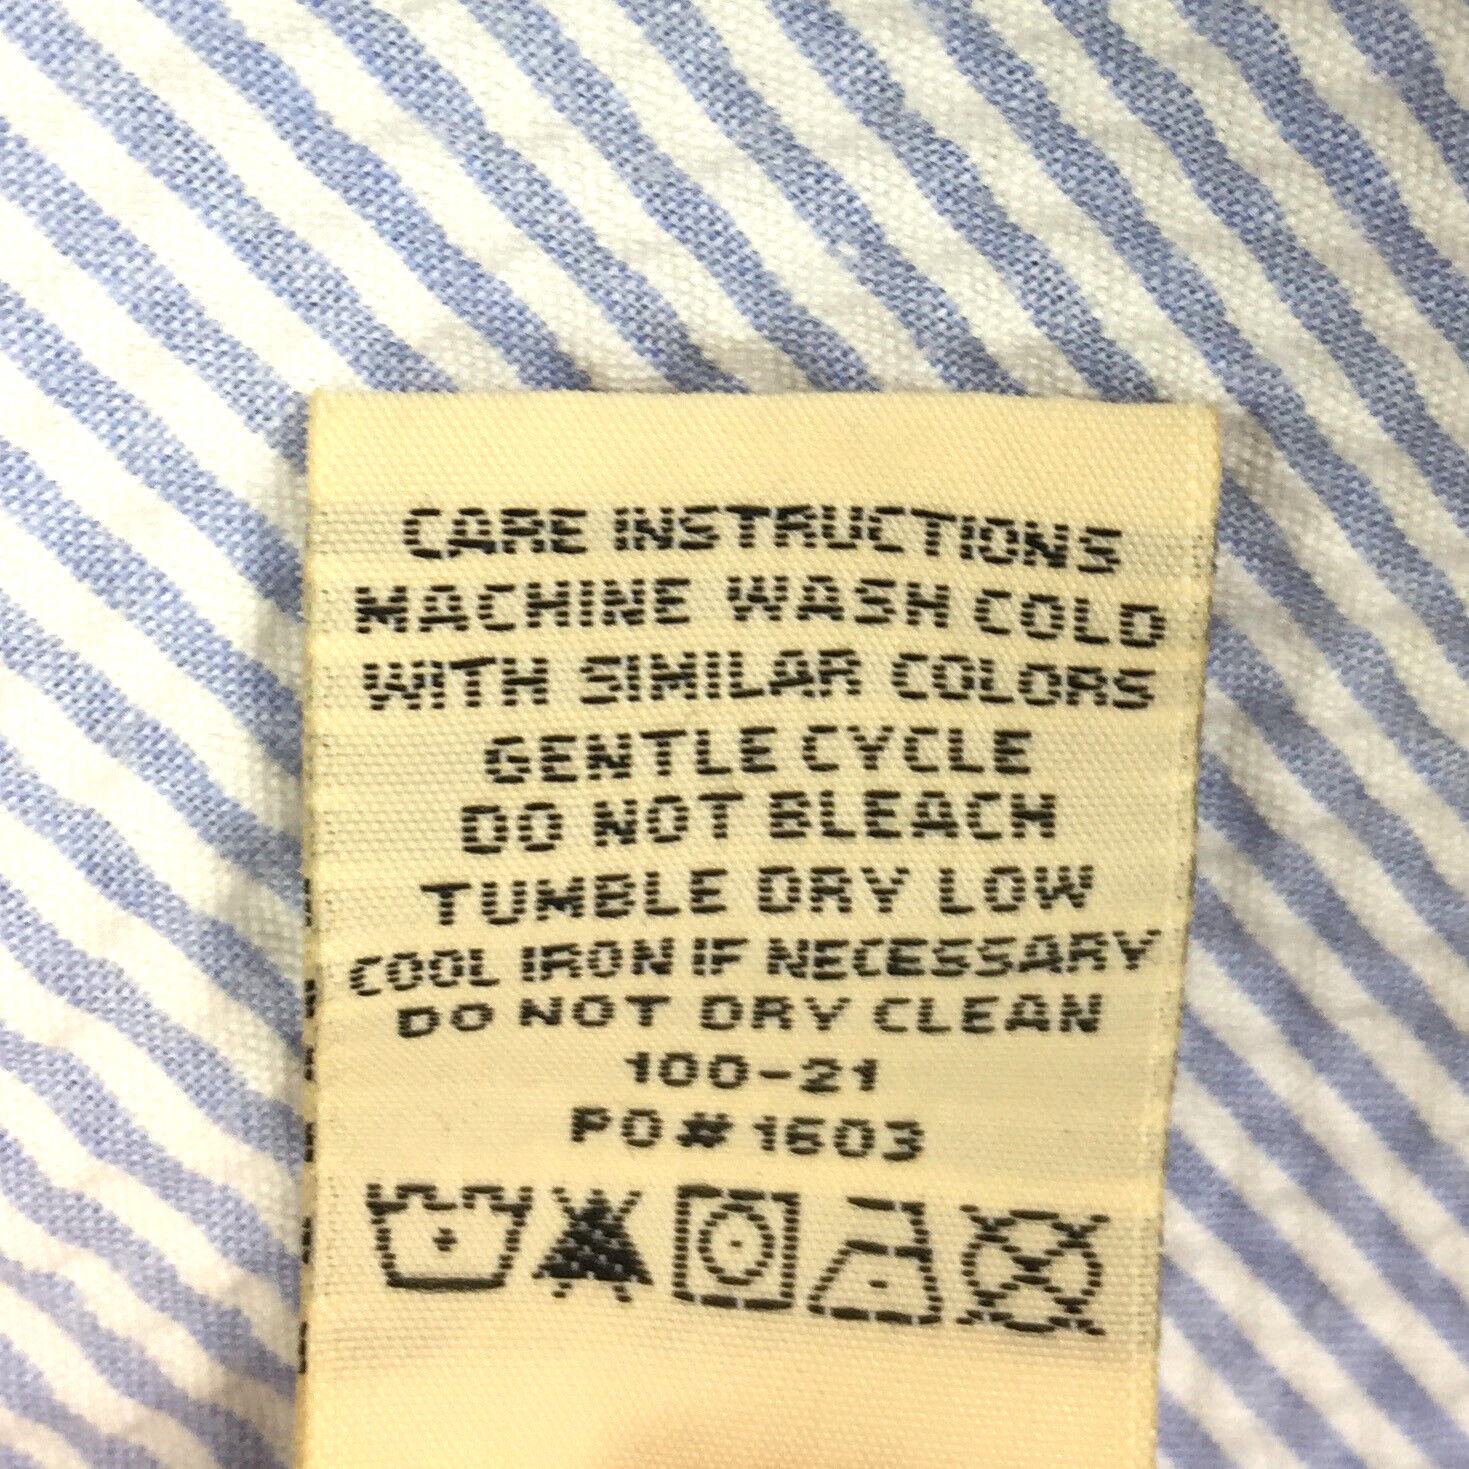 CARE INSTRUCTIONS
MACHINE WASH COLD
WITH SIMILAR COLORS
GENTLE CYCLE
DO NOT BLEACH
TUMBLE DRY LOW
COOL IRON IF NECESSARY
DO NOT DRY CLEAN
100-21
PO#1603